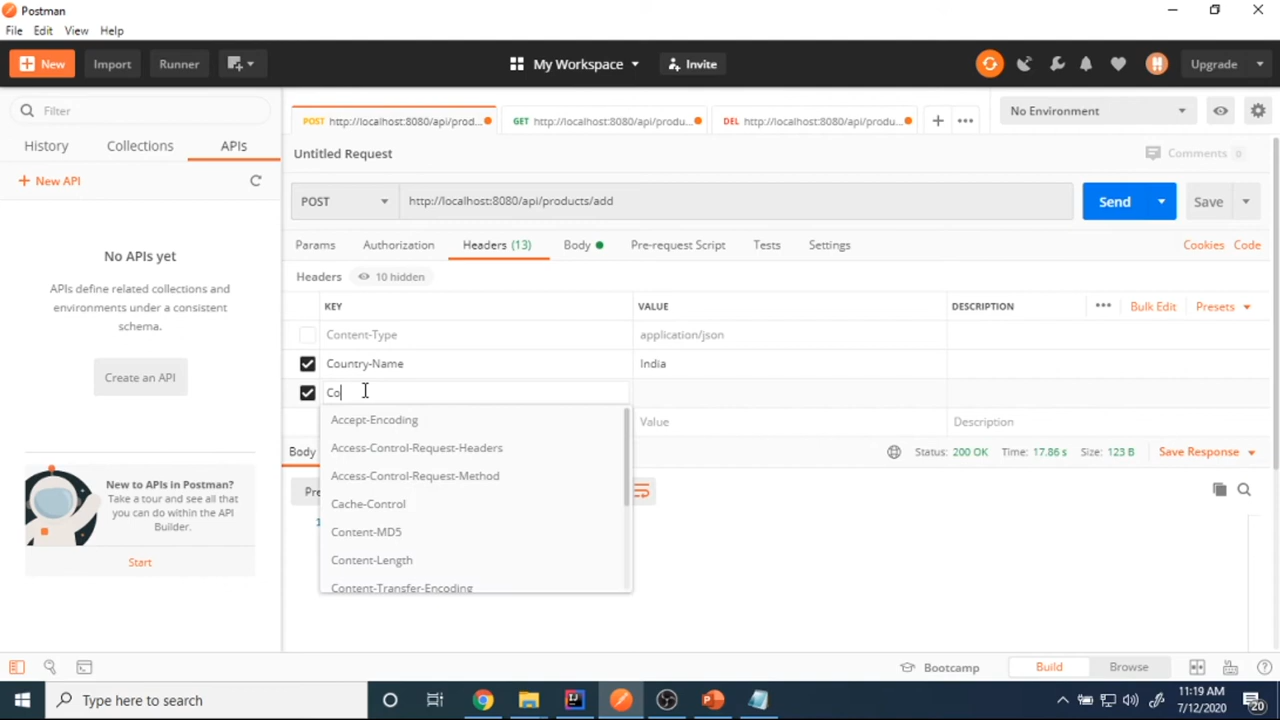 Postman
File Edit View Help
New Import Runner My Workspace Invite Upgrade
Filter
History Collections APIs
New API
No APIs yet
APIs define related collections and
environments under a consistent
schema.
Create an API
New to APIs in Postman?
Take a tour and see all that
you can do within the API
Builder.
Start
POST http://localhost:8080/api/prod... GET http://localhost:8080/api/produ... DEL http://localhost:8080/api/produ... No Environment
Untitled Request Comments 0
POST http://localhost:8080/api/products/add Send Save
Params Authorization Headers (13) Body Pre-request Script Tests Settings Cookies Code
Headers 10 hidden
KEY VALUE DESCRIPTION Bulk Edit Presets
Content-Type application/json
Country-Name India
Co
Value Description
Accept-Encoding
Access-Control-Request-Headers
Access-Control-Request-Method
Cache-Control
Content-MD5
Content-Length
Content-Transfer-Encoding
Body Status: 200 OK Time: 17.86 s Size: 123 B Save Response
Pre
1
Bootcamp Build Browse
Type here to search
11:19 AM
7/12/2020
20